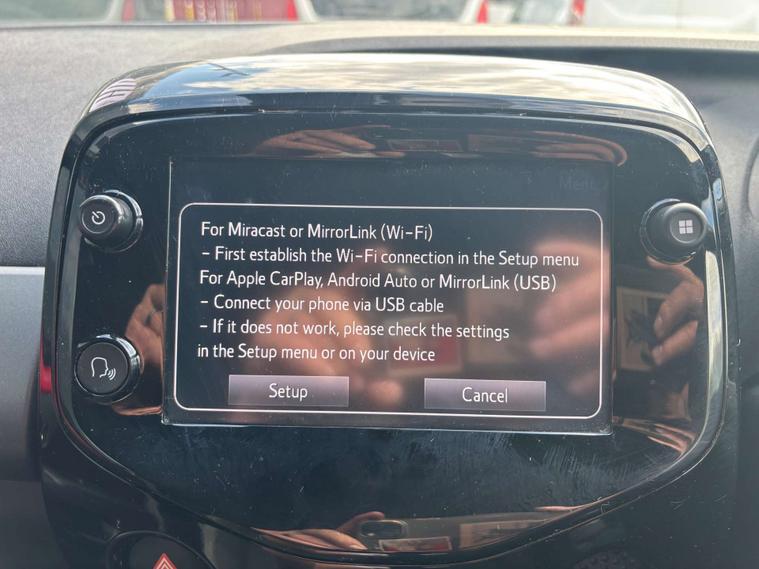 Menu
For Miracast or MirrorLink (Wi-Fi)
- First establish the Wi-Fi connection in the Setup menu
For Apple CarPlay, Android Auto or MirrorLink (USB)
- Connect your phone via USB cable
- If it does not work, please check the settings
in the Setup menu or on your device
Setup
Cancel